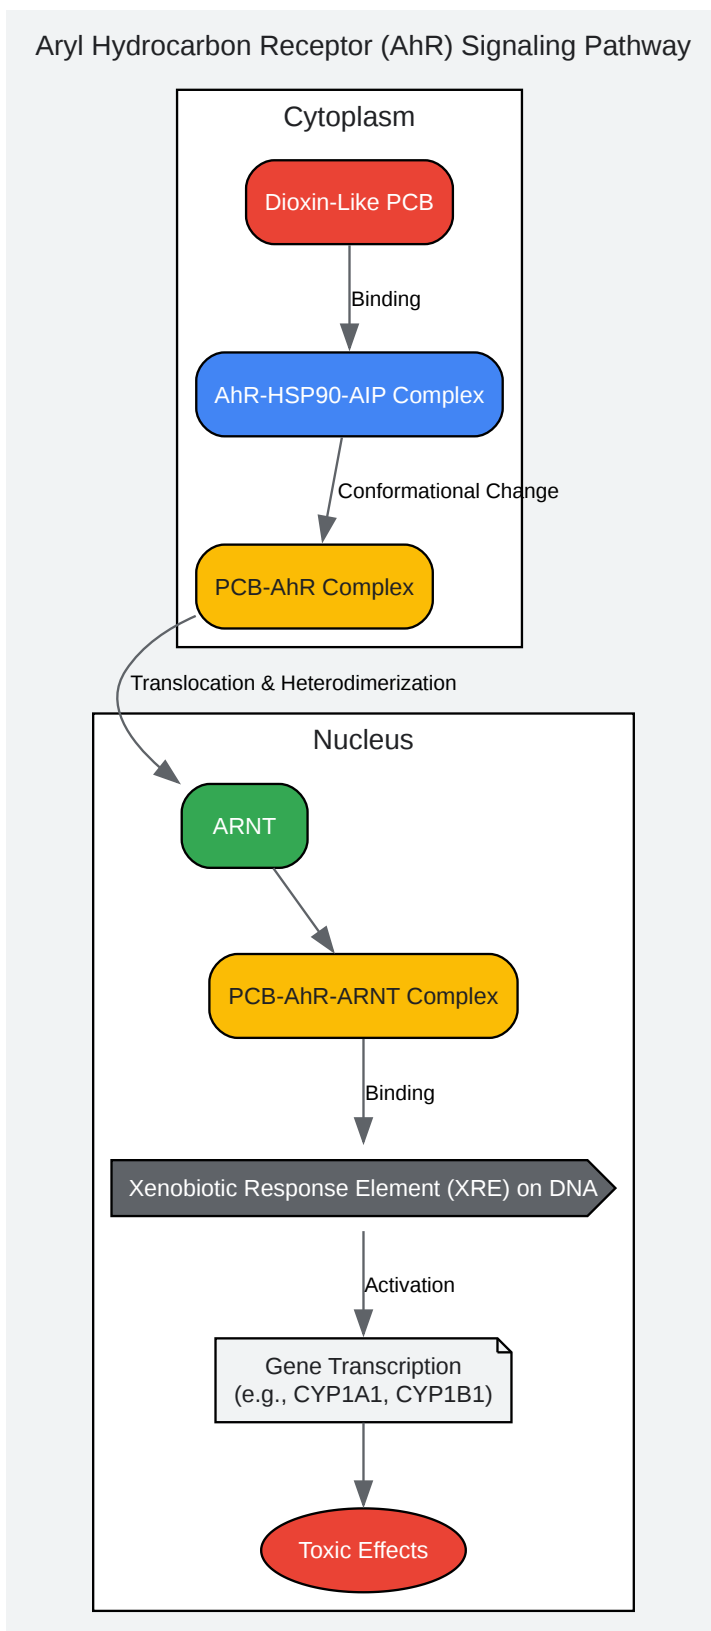 Aryl Hydrocarbon Receptor (AhR) Signaling Pathway
Cytoplasm
Dioxin-Like PCB
Binding
AhR-HSP90-AIP Complex
Conformational Change
PCB-AhR Complex
Translocation & Heterodimerization
Nucleus
ARNT
PCB-AhR-ARNT Complex
Binding
Xenobiotic Response Element (XRE) on DNA
Activation
Gene Transcription
(e.g., CYP1A1, CYP1B1)
Toxic Effects